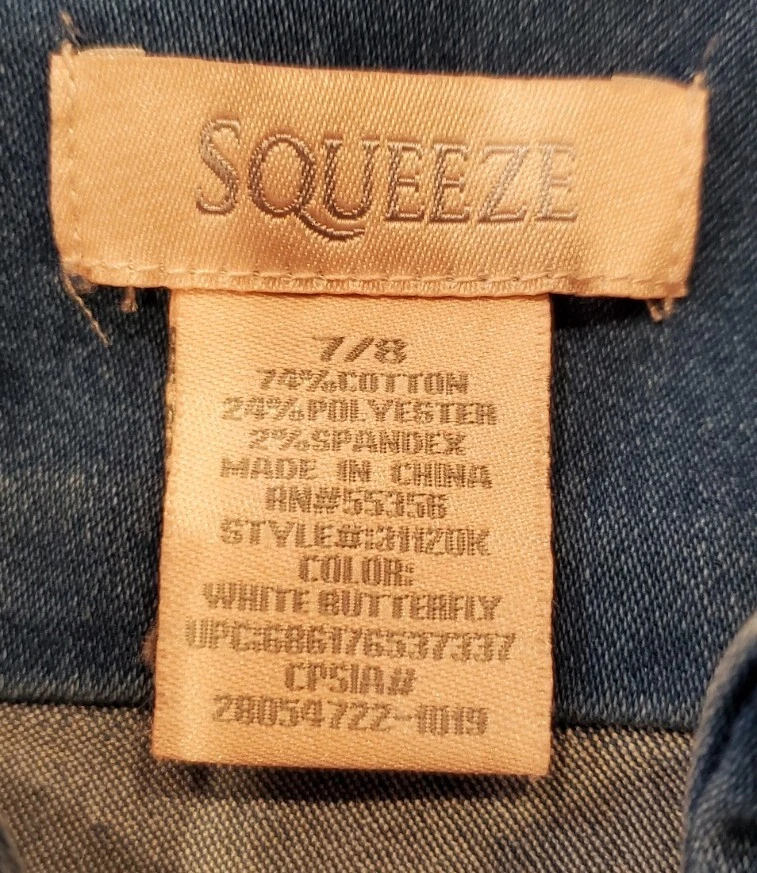 SQUEEZE
7/8
74%COTTON
24%POLYESTER
2%SPANDEX
MADE IN CHINA
RN#55356
STYLE#:31120K
COLOR:
WHITE BUTTERFLY
UPC:686176537337
CPSIA#
28054722-1019